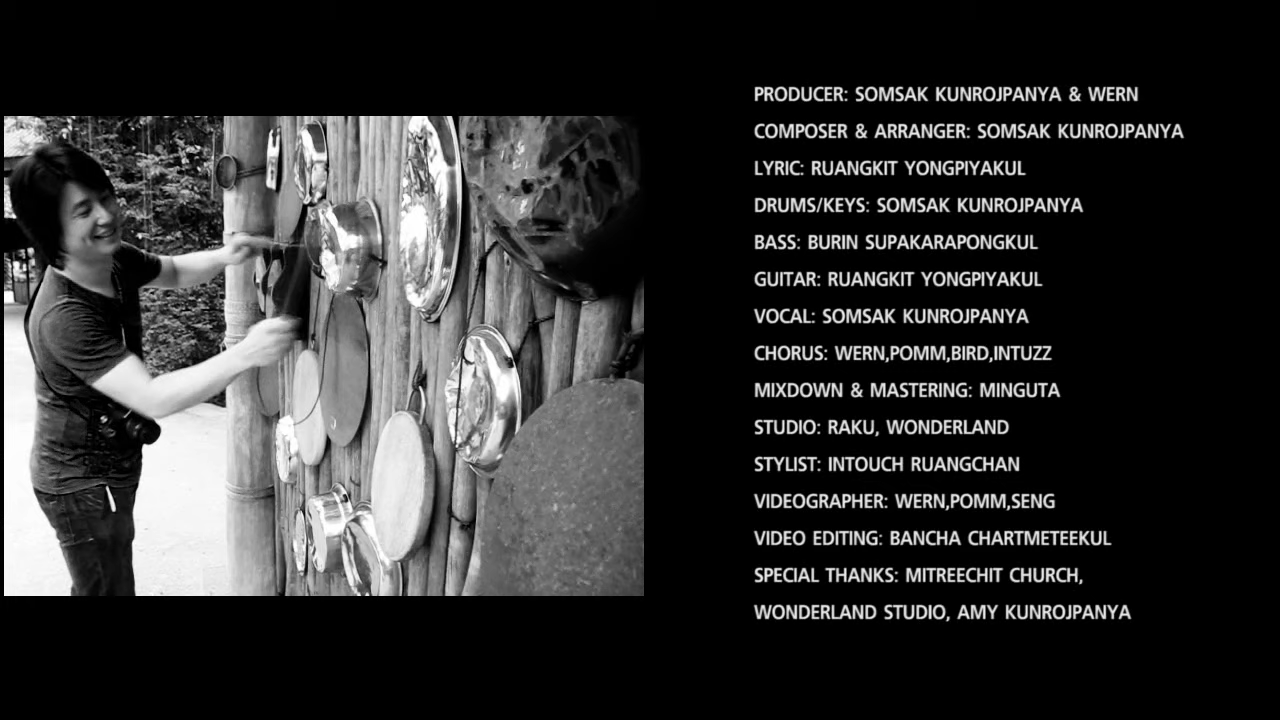 PRODUCER: SOMSAK KUNROJPANYA & WERN
COMPOSER & ARRANGER: SOMSAK KUNROJPANYA
LYRIC: RUANGKIT YONGPIYAKUL
DRUMS/KEYS: SOMSAK KUNROJPANYA
BASS: BURIN SUPAKARAPONGKUL
GUITAR: RUANGKIT YONGPIYAKUL
VOCAL: SOMSAK KUNROJPANYA
CHORUS: WERN,POMM,BIRD,INTUZZ
MIXDOWN & MASTERING: MINGUTA
STUDIO: RAKU, WONDERLAND
STYLIST: INTOUCH RUANGCHAN
VIDEOGRAPHER: WERN,POMM,SENG
VIDEO EDITING: BANCHA CHARTMETEEKUL
SPECIAL THANKS: MITREECHIT CHURCH,
WONDERLAND STUDIO, AMY KUNROJPANYA